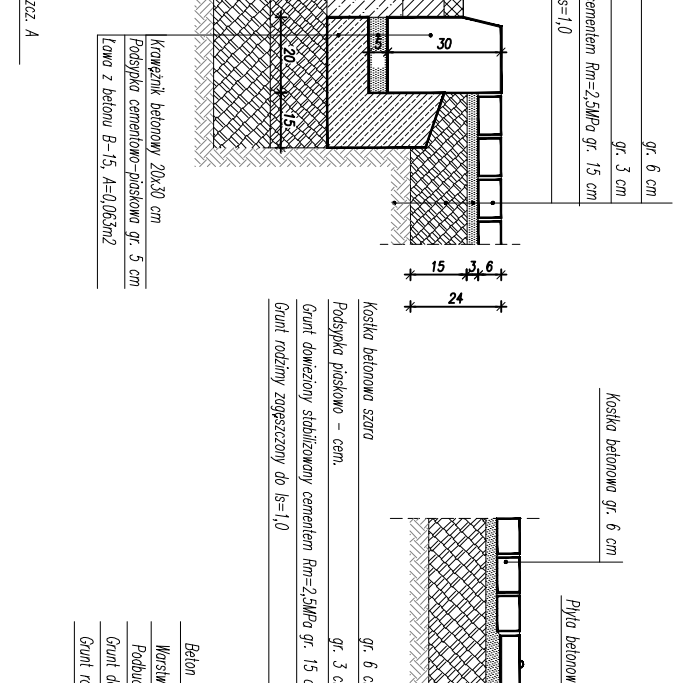 gr. 6 cm
gr. 3 cm
cementem Rm=2,5MPa gr. 15 cm
Is=1,0
zcz. A
Krawężnik betonowy 20x30 cm
Podsypka cementowo-piaskowa gr. 5 cm
Ława z betonu B-15, A=0,063m2
5
30
20
15
15
3
6
24
Kostka betonowa szara gr. 6 c
Podsypka piaskowo - cem. gr. 3 c
Grunt dowieziony stabilizowany cementem Rm=2,5MPa gr. 15 c
Grunt rodzimy zagęszczony do Is=1,0
Kostka betonowa gr. 6 cm
Płyta betonow
Beton
Warstw
Podbuc
Grunt d
Grunt ro